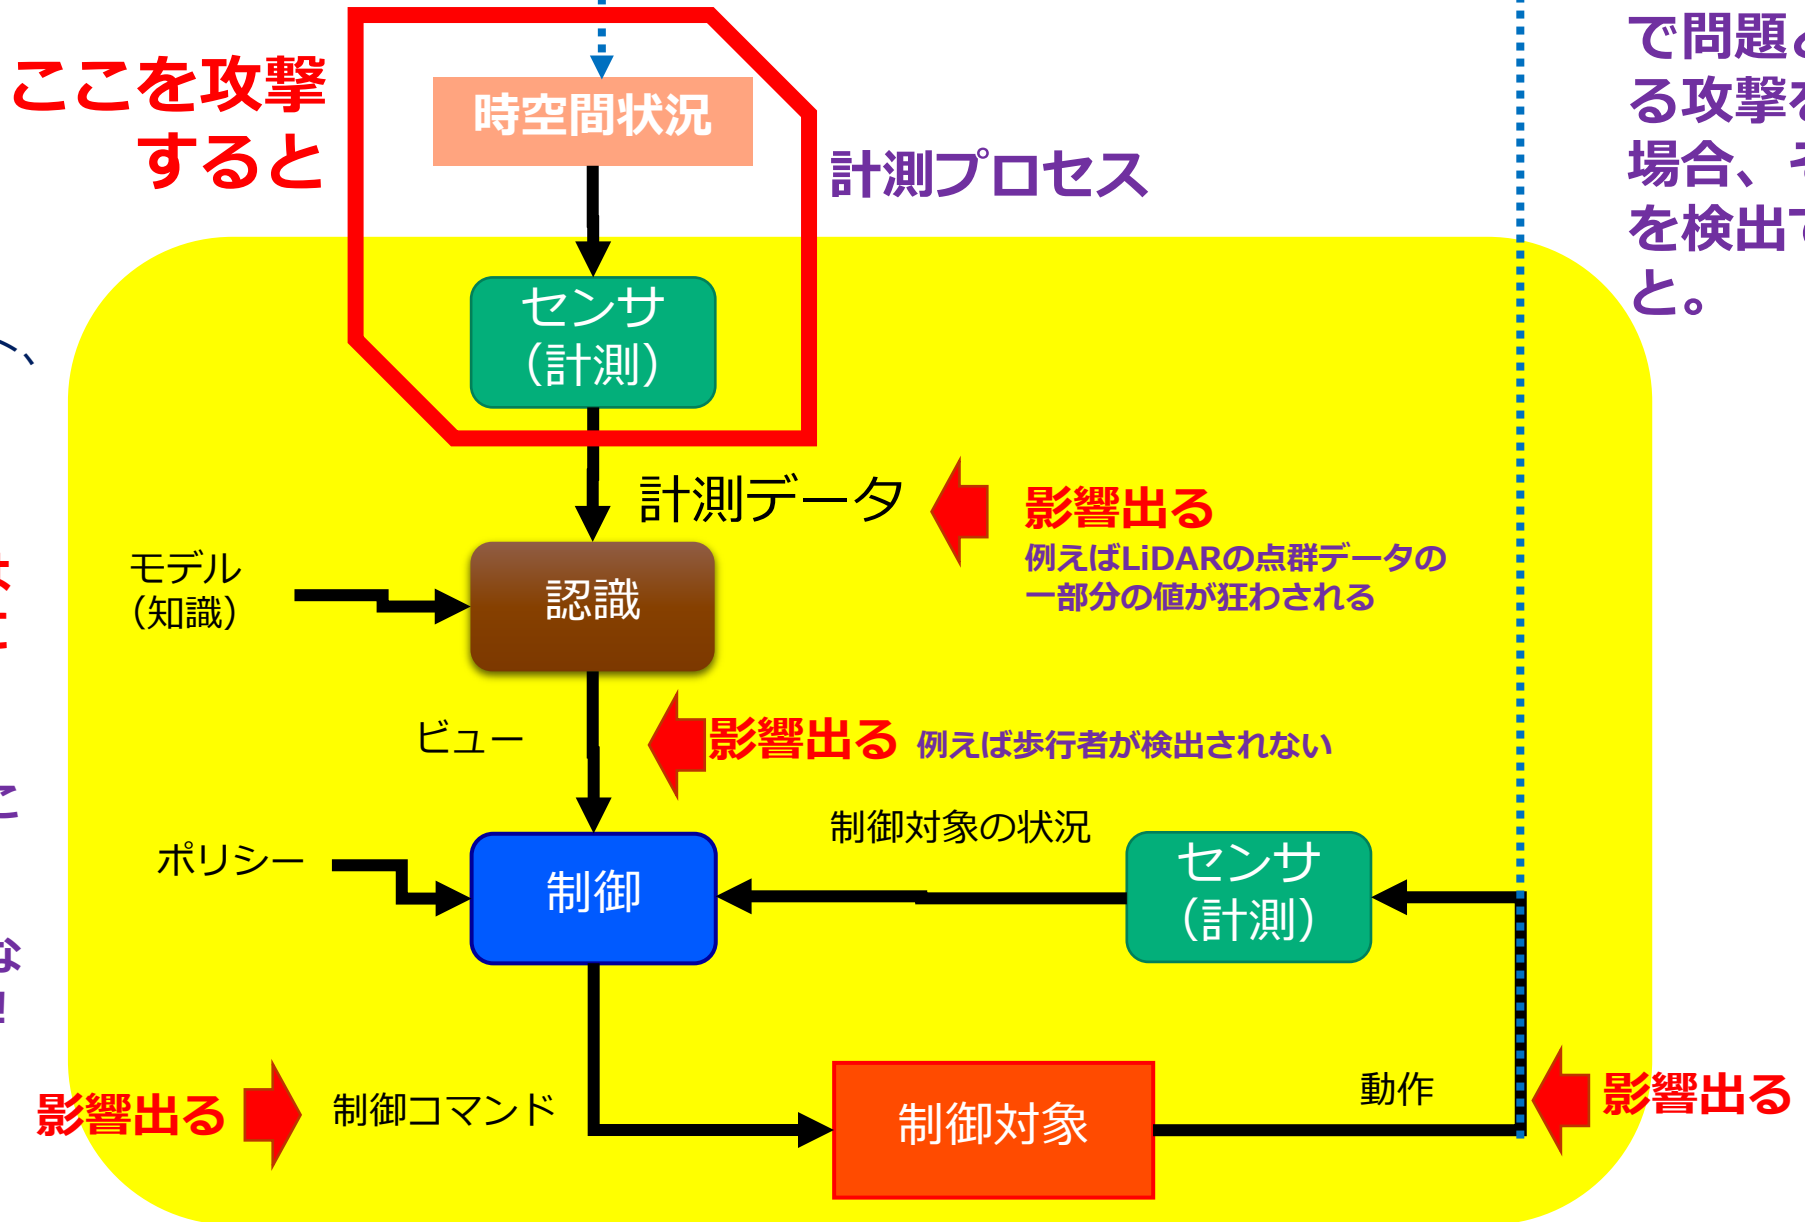 ここを攻撃
すると
時空間状況
計測プロセス
で問題と
る攻撃を
場合、そ
を検出で
と。
センサ
（計測）
計測データ
影響出る
例えばLiDARの点群データの
一部分の値が狂わされる
モデル
（知識）
認識
ビュー
影響出る 例えば歩行者が検出されない
に
制御対象の状況
ポリシー
制御
センサ
（計測）
な
！
影響出る
制御コマンド
制御対象
動作
影響出る